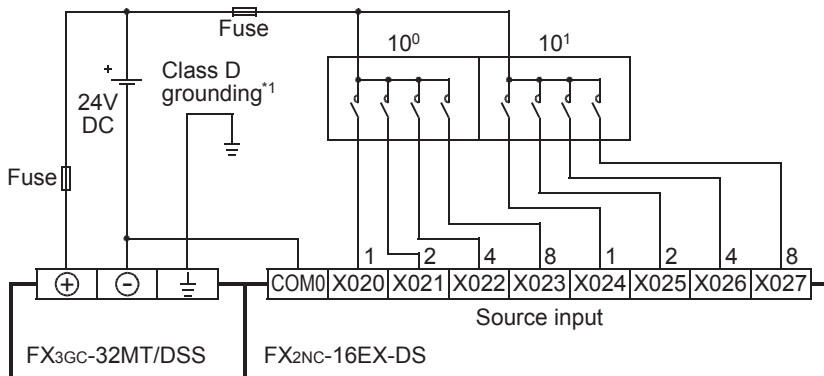 Fuse
10⁰ 10¹
+
Class D
grounding*1
24V
DC
Fuse
1 2 4 8 1 2 4 8
+ - COM0 X020 X021 X022 X023 X024 X025 X026 X027
Source input
FX3GC-32MT/DSS FX2NC-16EX-DS